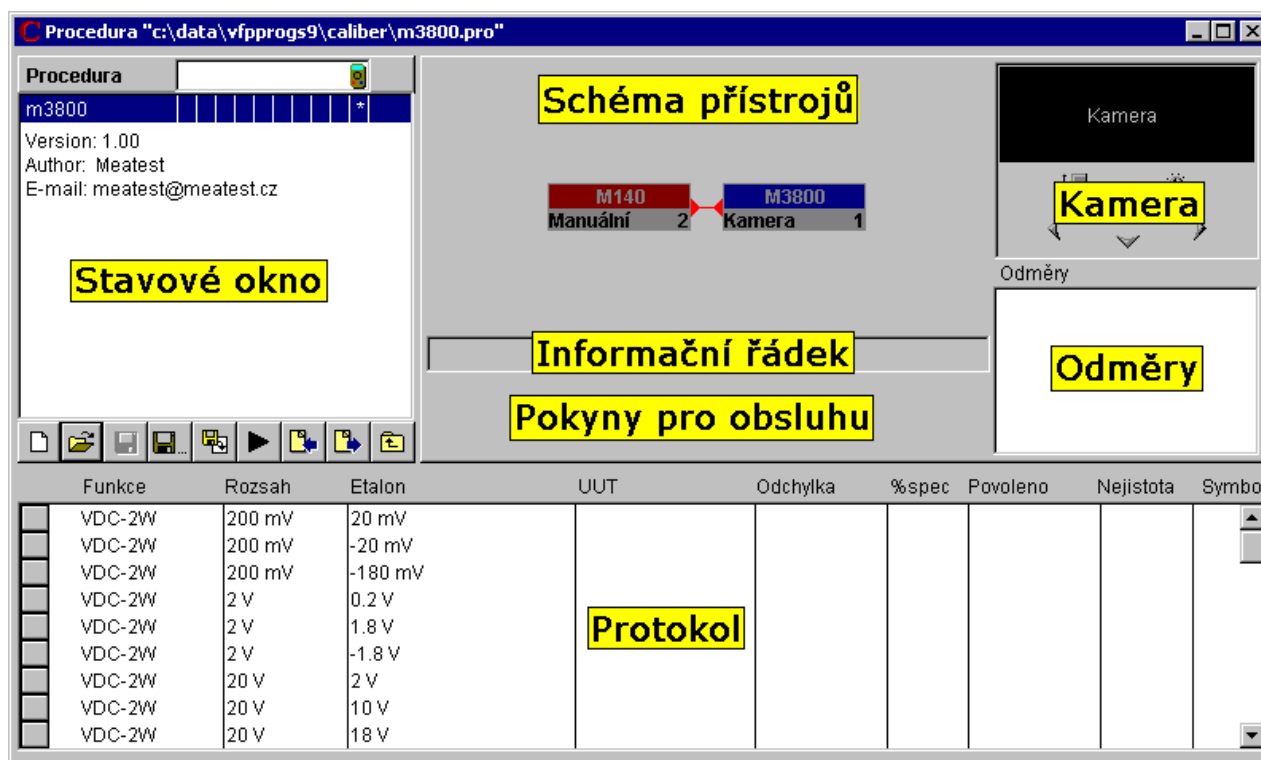 Procedura "c:\data\vfpprogs9\caliber\m3800.pro"
Procedura
m3800 *
Version: 1.00
Author: Meatest
E-mail: meatest@meatest.cz
Stavové okno
Schéma přístrojů
M140 M3800
Manuální 2 Kamera 1
Informační řádek
Pokyny pro obsluhu
Kamera
Kamera
Odměry
Odměry
Funkce Rozsah Etalon UUT Odchylka %spec Povoleno Nejistota Symbo
VDC-2W 200 mV 20 mV
VDC-2W 200 mV -20 mV
VDC-2W 200 mV -180 mV
VDC-2W 2 V 0.2 V
VDC-2W 2 V 1.8 V
VDC-2W 2 V -1.8 V
VDC-2W 20 V 2 V
VDC-2W 20 V 10 V
VDC-2W 20 V 18 V
Protokol